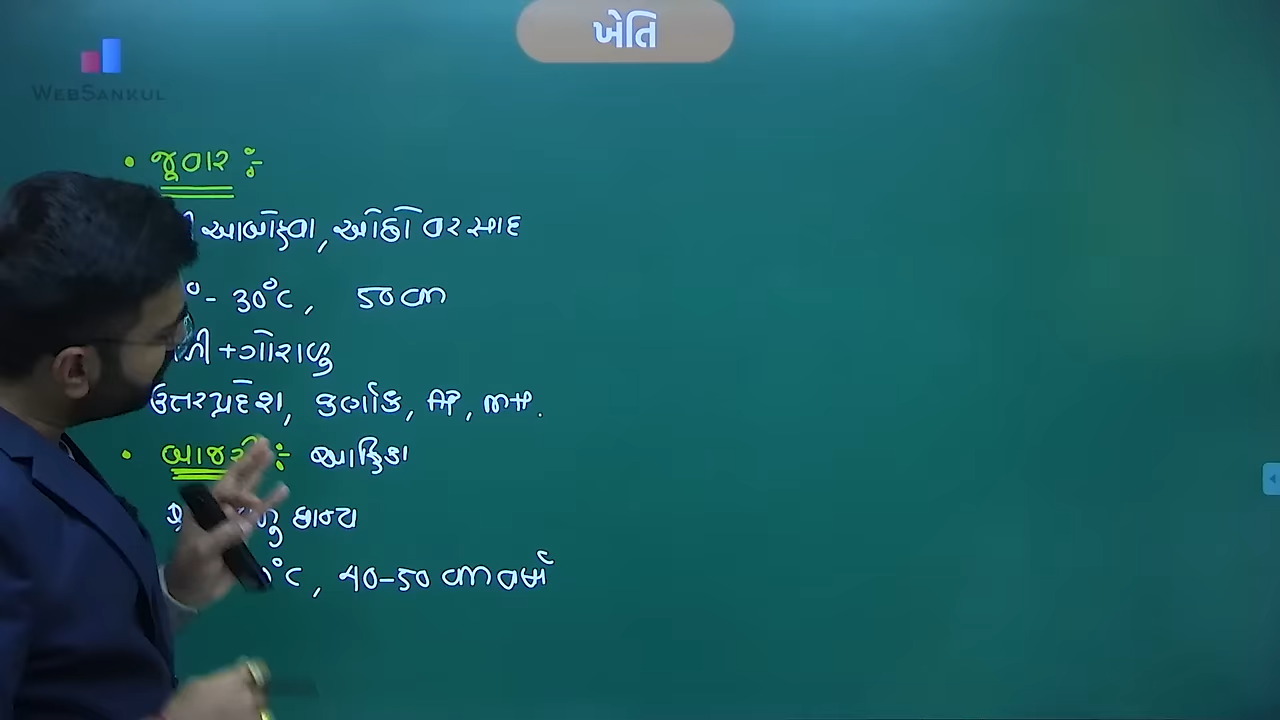 ખેતિ
WEBSANKUL
• જૂવાર :-
આબોહવા, ઓછો વરસાદ
° - 30°C, 50 cm
+ ગોરાળુ
ઉત્તરપ્રદેશ, કર્ણાટક, AP, MP.
• બાજરી :- આફ્રિકા
ધાન્ય
°C, 40-50 cm વર્ષા